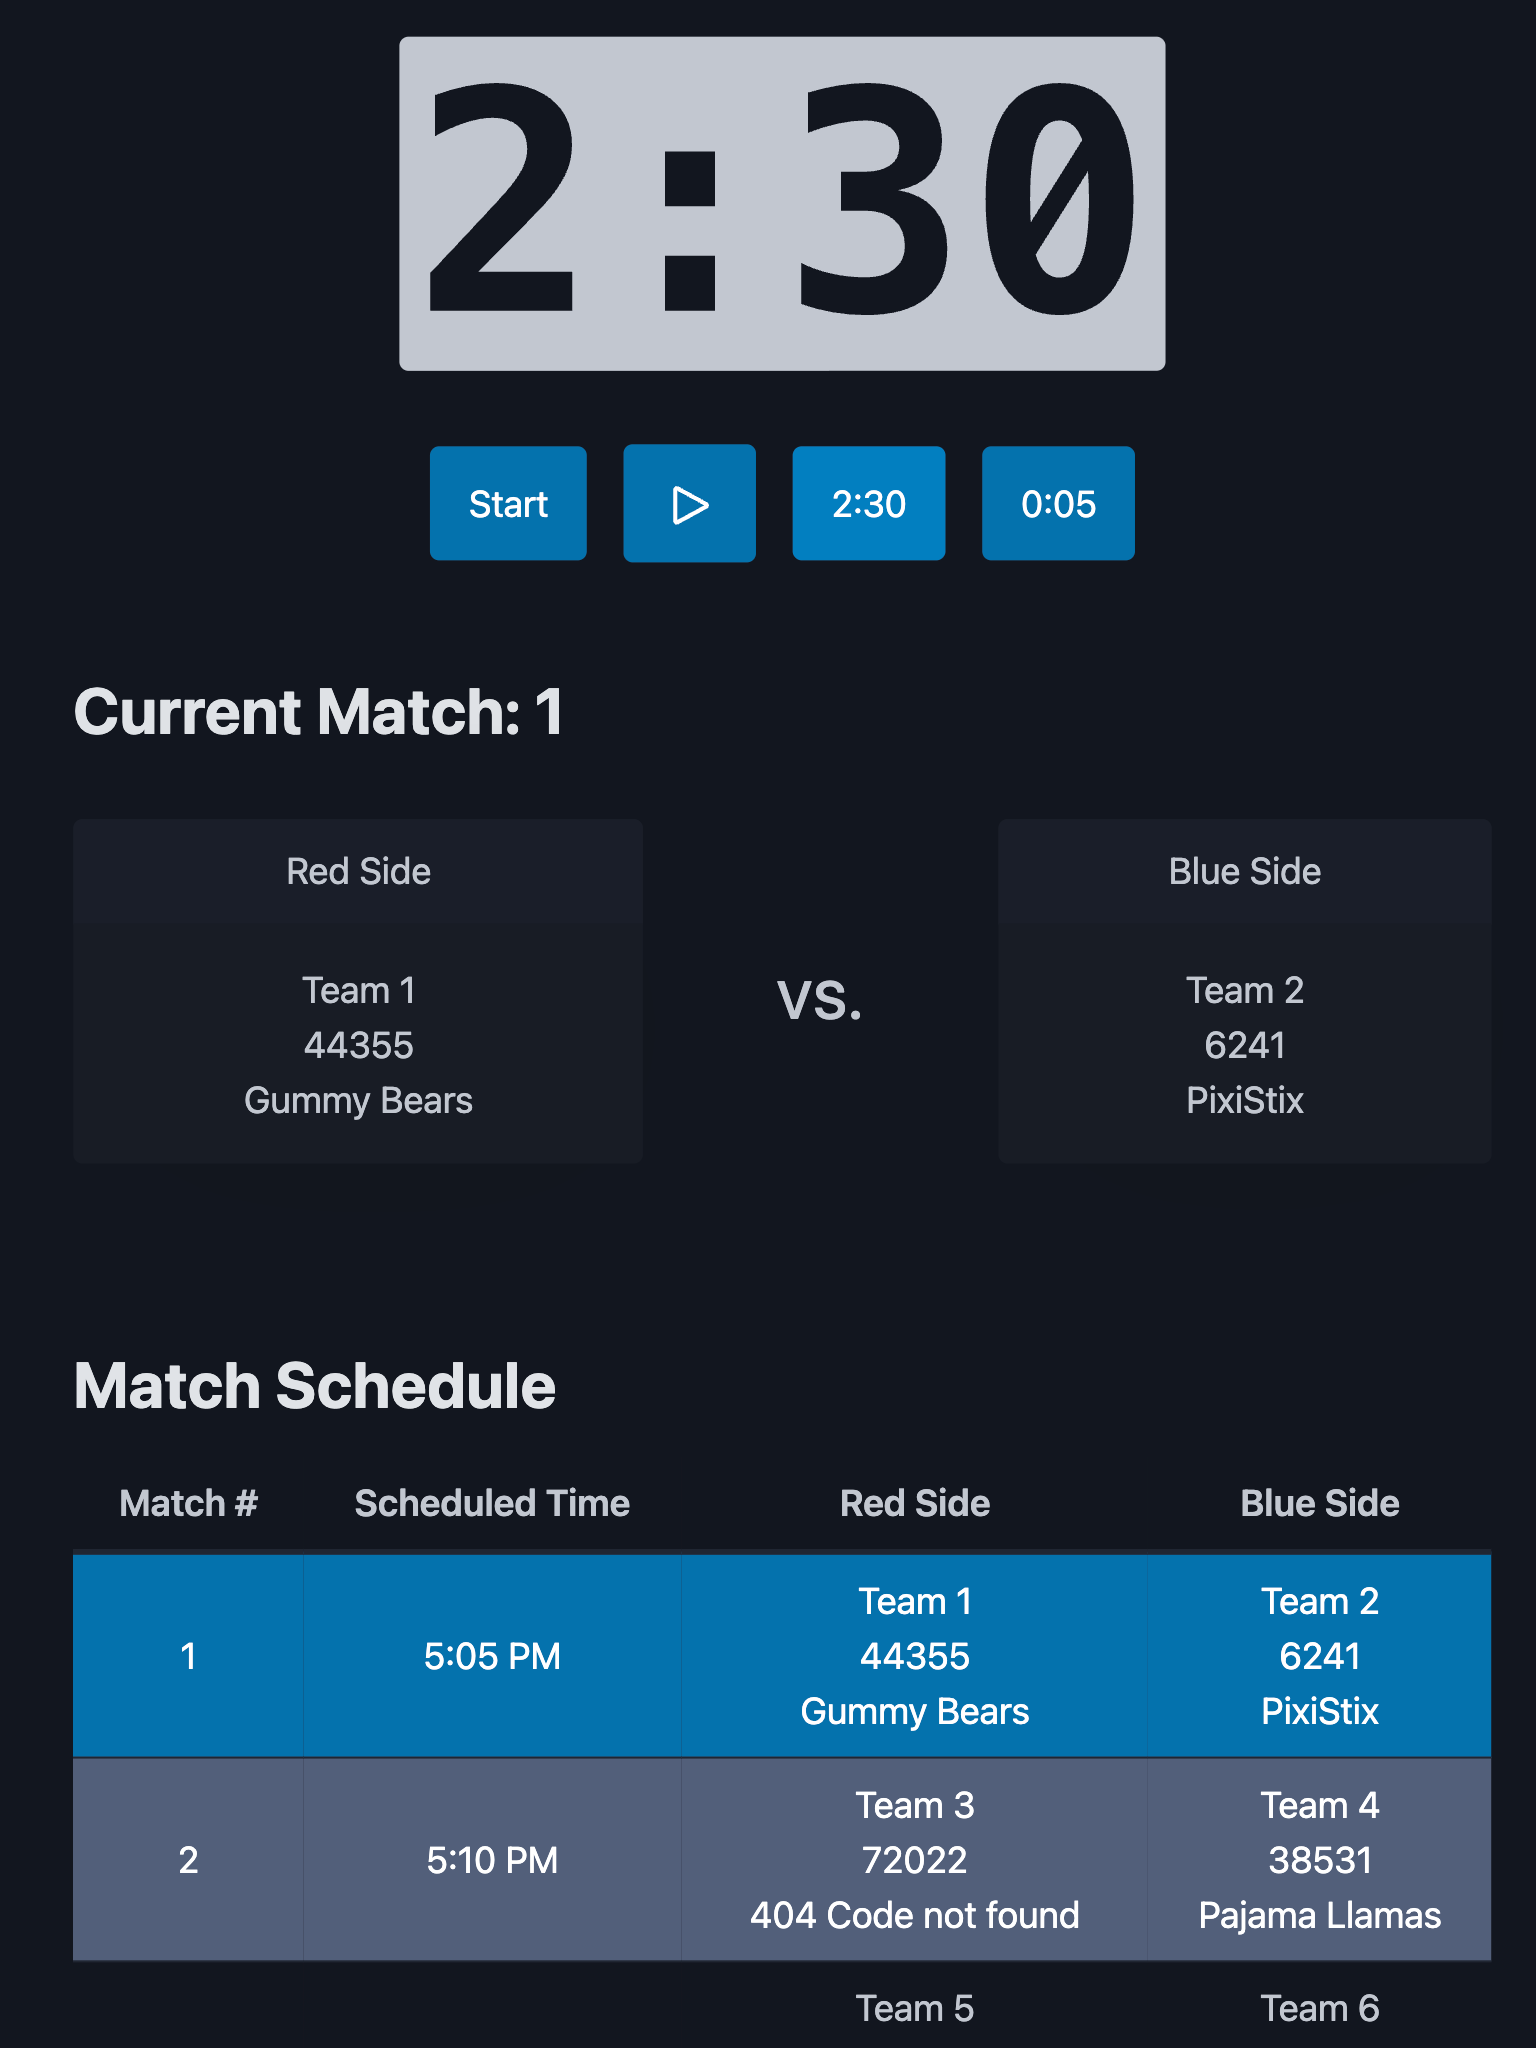 2:30
Start
2:30
0:05
Current Match: 1
Red Side
Team 1
44355
Gummy Bears
vs.
Blue Side
Team 2
6241
PixiStix
Match Schedule
Match # Scheduled Time Red Side Blue Side
1 5:05 PM Team 1 44355 Gummy Bears Team 2 6241 PixiStix
2 5:10 PM Team 3 72022 404 Code not found Team 4 38531 Pajama Llamas
Team 5 Team 6